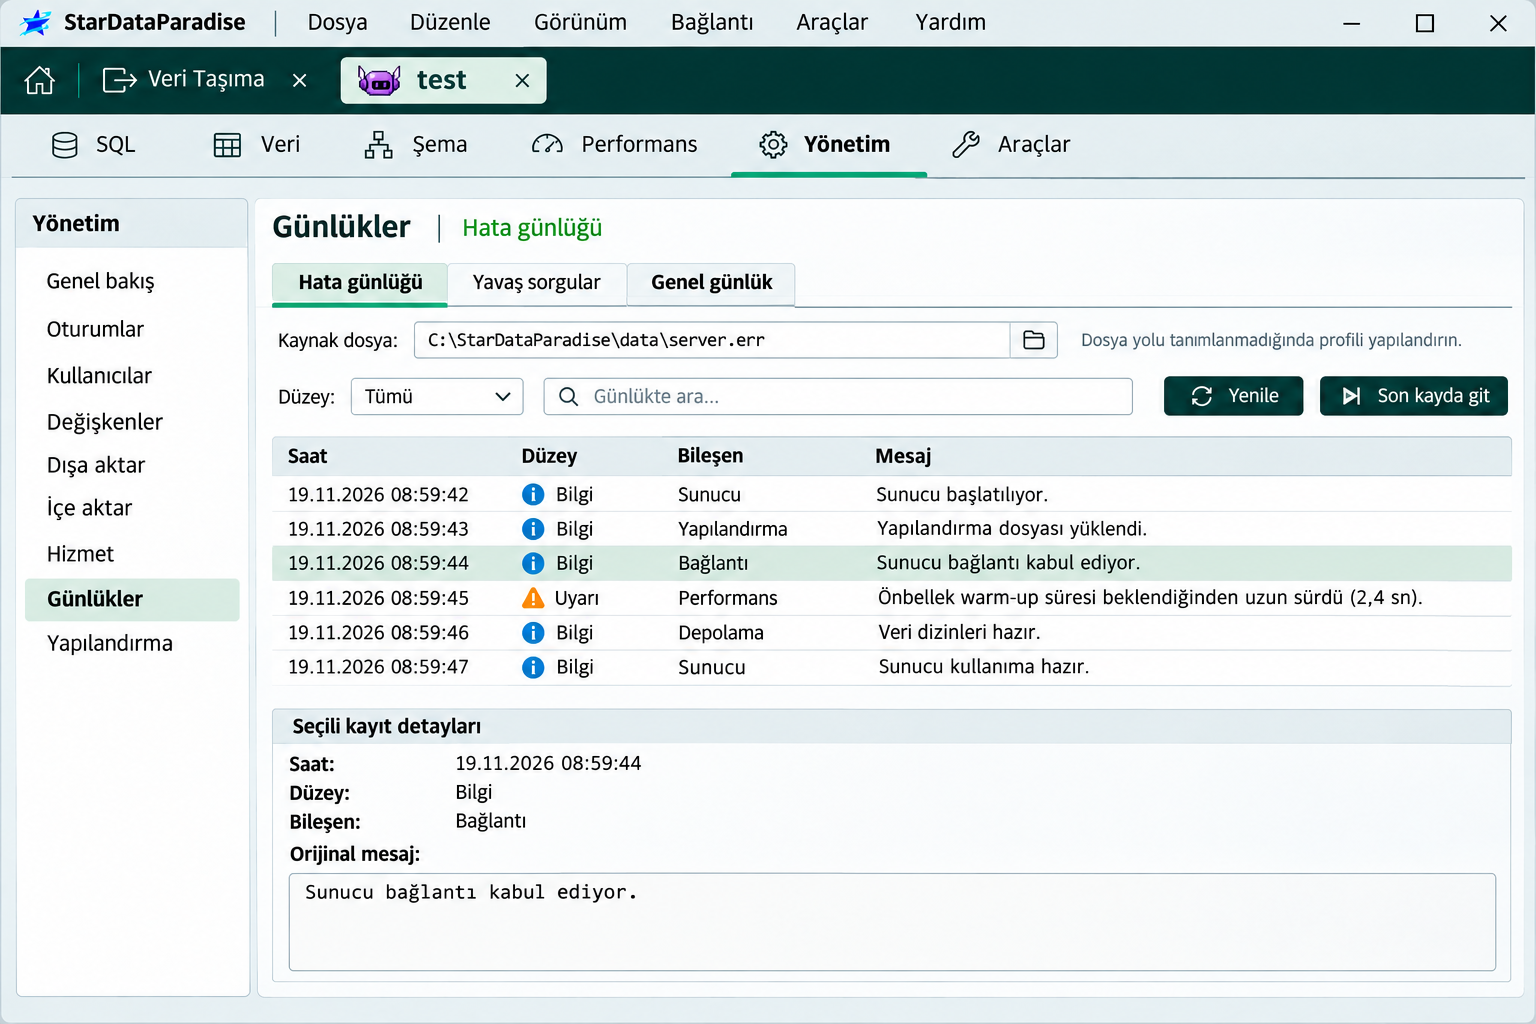 StarDataParadise | Dosya Düzenle Görünüm Bağlantı Araçlar Yardım
Veri Taşıma test
SQL Veri Şema Performans Yönetim Araçlar
Yönetim
Genel bakış
Oturumlar
Kullanıcılar
Değişkenler
Dışa aktar
İçe aktar
Hizmet
Günlükler
Yapılandırma
Günlükler | Hata günlüğü
Hata günlüğü Yavaş sorgular Genel günlük
Kaynak dosya: C:\StarDataParadise\data\server.err Dosya yolu tanımlanmadığında profili yapılandırın.
Düzey: Tümü Günlükte ara... Yenile Son kayda git
Saat Düzey Bileşen Mesaj
19.11.2026 08:59:42 Bilgi Sunucu Sunucu başlatılıyor.
19.11.2026 08:59:43 Bilgi Yapılandırma Yapılandırma dosyası yüklendi.
19.11.2026 08:59:44 Bilgi Bağlantı Sunucu bağlantı kabul ediyor.
19.11.2026 08:59:45 Uyarı Performans Önbellek warm-up süresi beklendiğinden uzun sürdü (2,4 sn).
19.11.2026 08:59:46 Bilgi Depolama Veri dizinleri hazır.
19.11.2026 08:59:47 Bilgi Sunucu Sunucu kullanıma hazır.
Seçili kayıt detayları
Saat: 19.11.2026 08:59:44
Düzey: Bilgi
Bileşen: Bağlantı
Orijinal mesaj:
Sunucu bağlantı kabul ediyor.